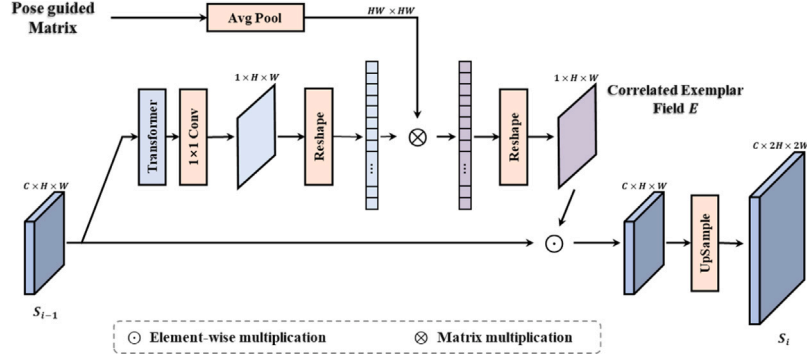 Pose guided
Matrix
Avg Pool
HW × HW
Transformer
1×1 Conv
1 × H × W
Reshape
...
...
Reshape
1 × H × W
Correlated Exemplar
Field E
C × H × W
S_{i-1}
C × H × W
UpSample
C × 2H × 2W
S_i
⊙ Element-wise multiplication ⊗ Matrix multiplication